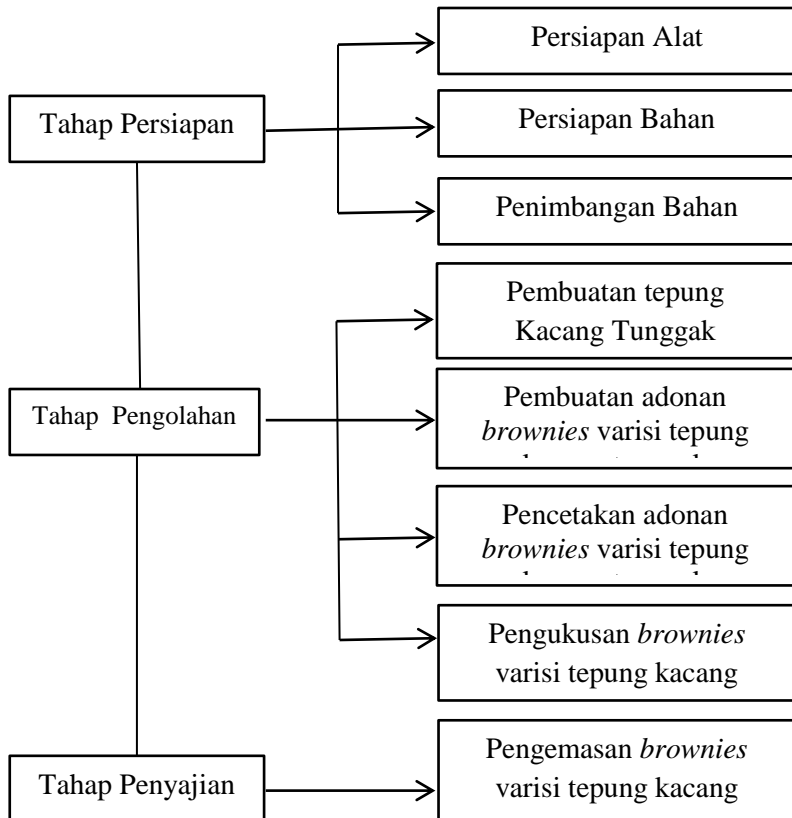 Tahap Persiapan
Persiapan Alat
Persiapan Bahan
Penimbangan Bahan
Tahap Pengolahan
Pembuatan tepung
Kacang Tunggak
Pembuatan adonan
brownies varisi tepung
Pencetakan adonan
brownies varisi tepung
Pengukusan brownies
varisi tepung kacang
Tahap Penyajian
Pengemasan brownies
varisi tepung kacang